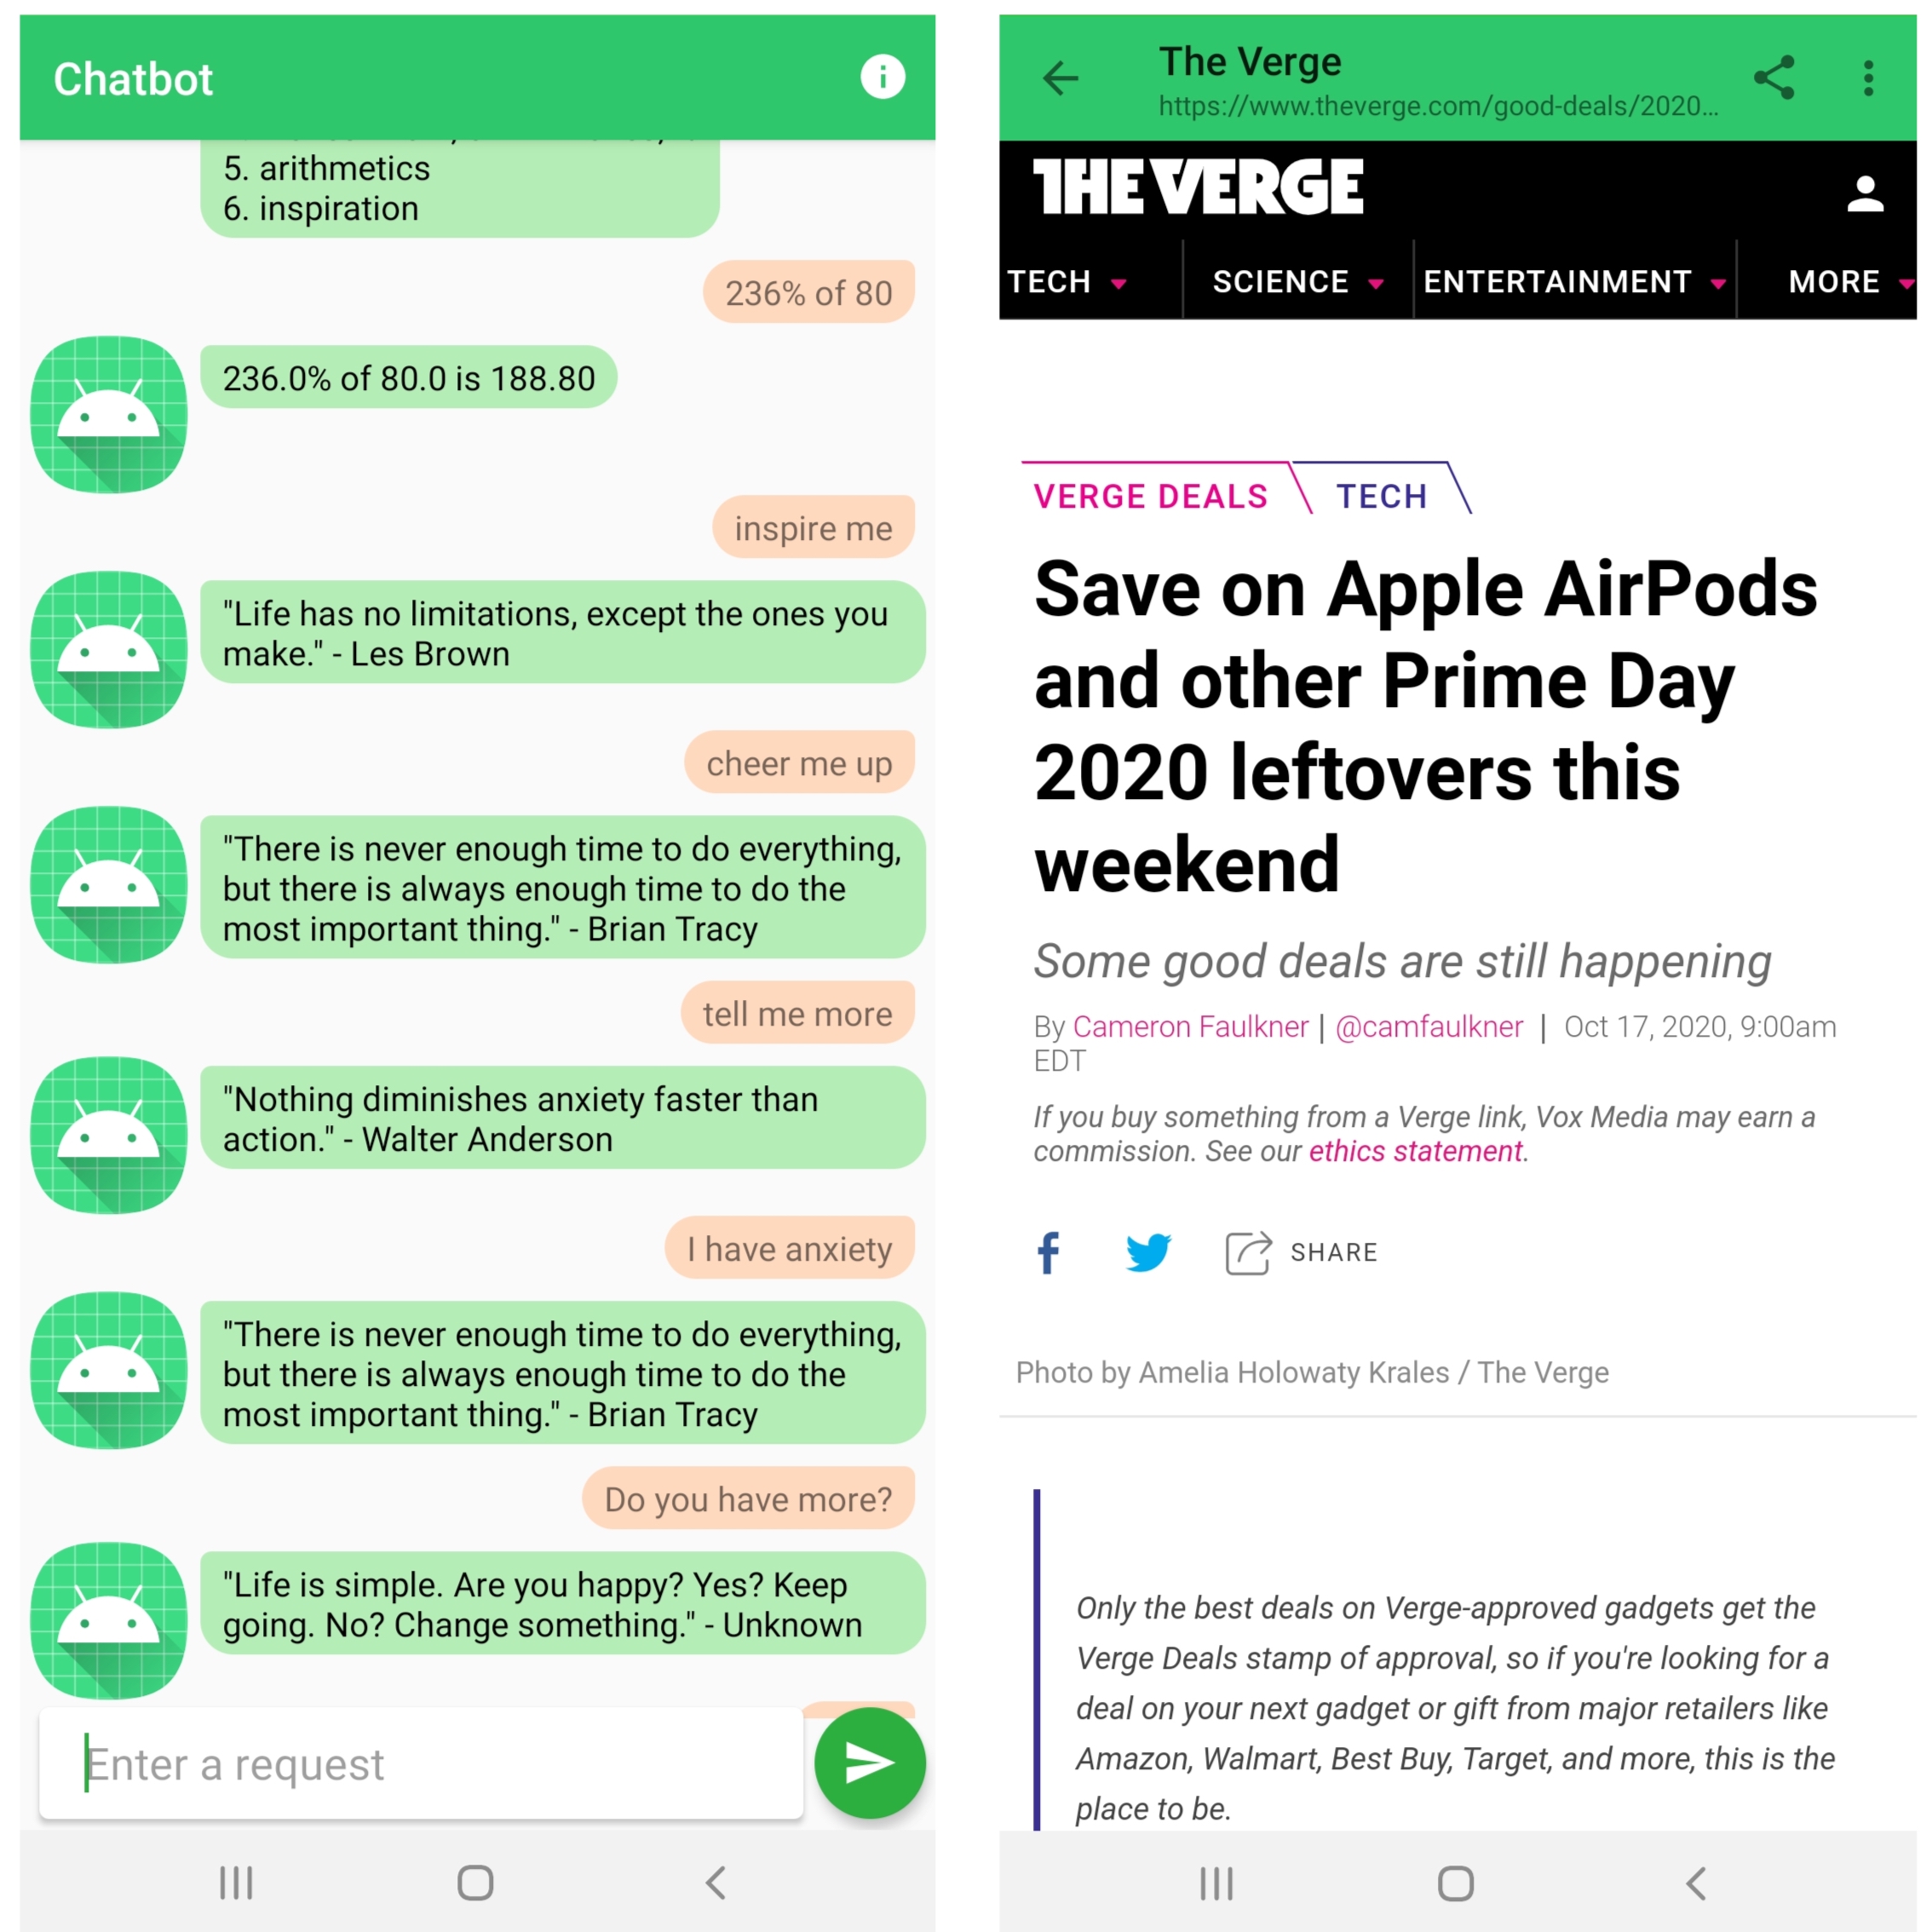 Chatbot
5. arithmetics
6. inspiration
236% of 80
236.0% of 80.0 is 188.80
inspire me
"Life has no limitations, except the ones you
make." - Les Brown
cheer me up
"There is never enough time to do everything,
but there is always enough time to do the
most important thing." - Brian Tracy
tell me more
"Nothing diminishes anxiety faster than
action." - Walter Anderson
I have anxiety
"There is never enough time to do everything,
but there is always enough time to do the
most important thing." - Brian Tracy
Do you have more?
"Life is simple. Are you happy? Yes? Keep
going. No? Change something." - Unknown
Enter a request
The Verge
https://www.theverge.com/good-deals/2020...
THE VERGE
TECH
SCIENCE
ENTERTAINMENT
MORE
VERGE DEALS
TECH
Save on Apple AirPods
and other Prime Day
2020 leftovers this
weekend
Some good deals are still happening
By Cameron Faulkner | @camfaulkner | Oct 17, 2020, 9:00am
EDT
If you buy something from a Verge link, Vox Media may earn a
commission. See our ethics statement.
SHARE
Photo by Amelia Holowaty Krales / The Verge
Only the best deals on Verge-approved gadgets get the
Verge Deals stamp of approval, so if you're looking for a
deal on your next gadget or gift from major retailers like
Amazon, Walmart, Best Buy, Target, and more, this is the
place to be.